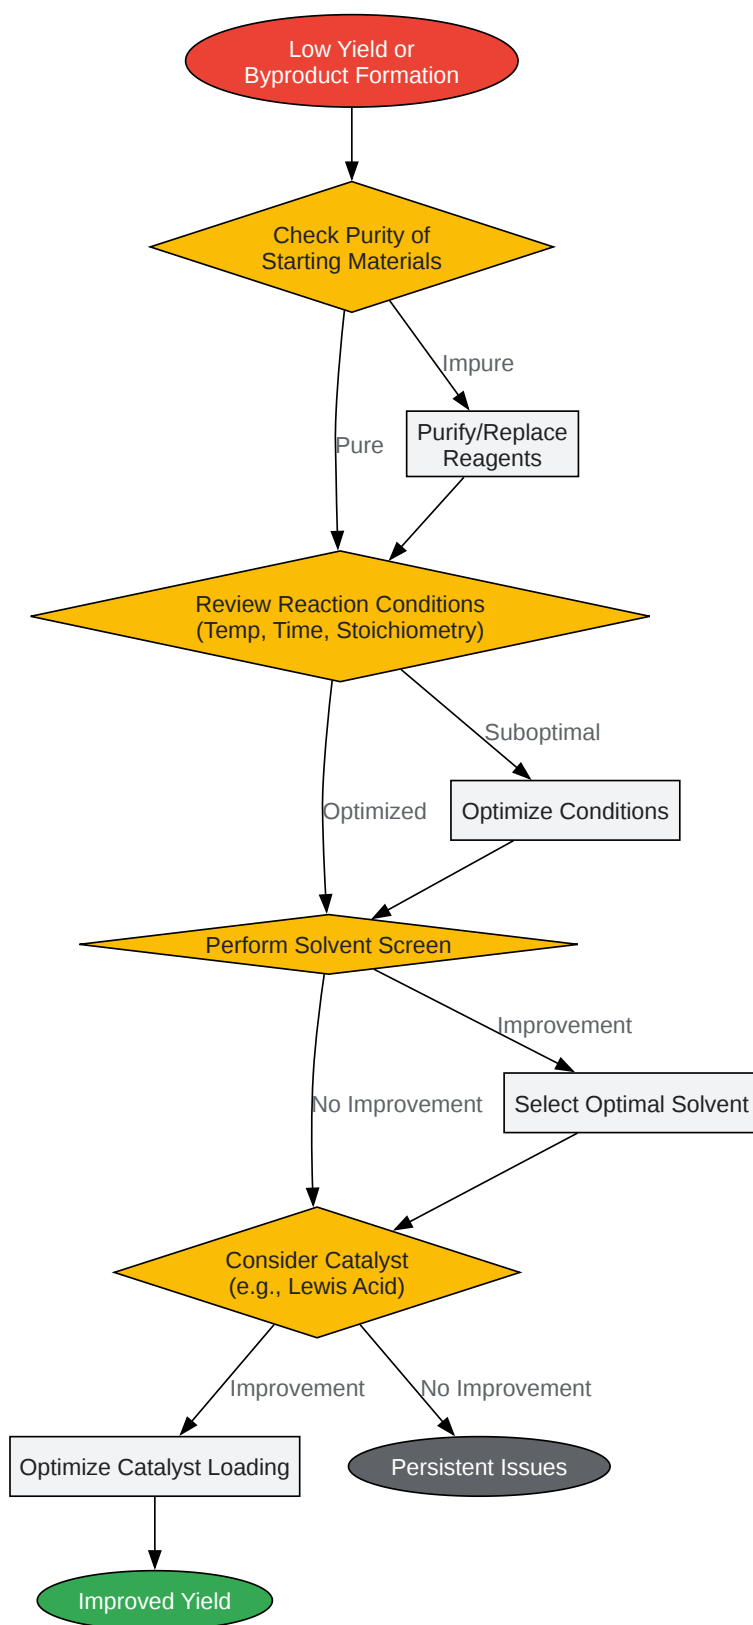 Low Yield or
Byproduct Formation
Check Purity of
Starting Materials
Impure
Pure
Purify/Replace
Reagents
Review Reaction Conditions
(Temp, Time, Stoichiometry)
Suboptimal
Optimized
Optimize Conditions
Perform Solvent Screen
Improvement
No Improvement
Select Optimal Solvent
Consider Catalyst
(e.g., Lewis Acid)
Improvement
No Improvement
Optimize Catalyst Loading
Persistent Issues
Improved Yield